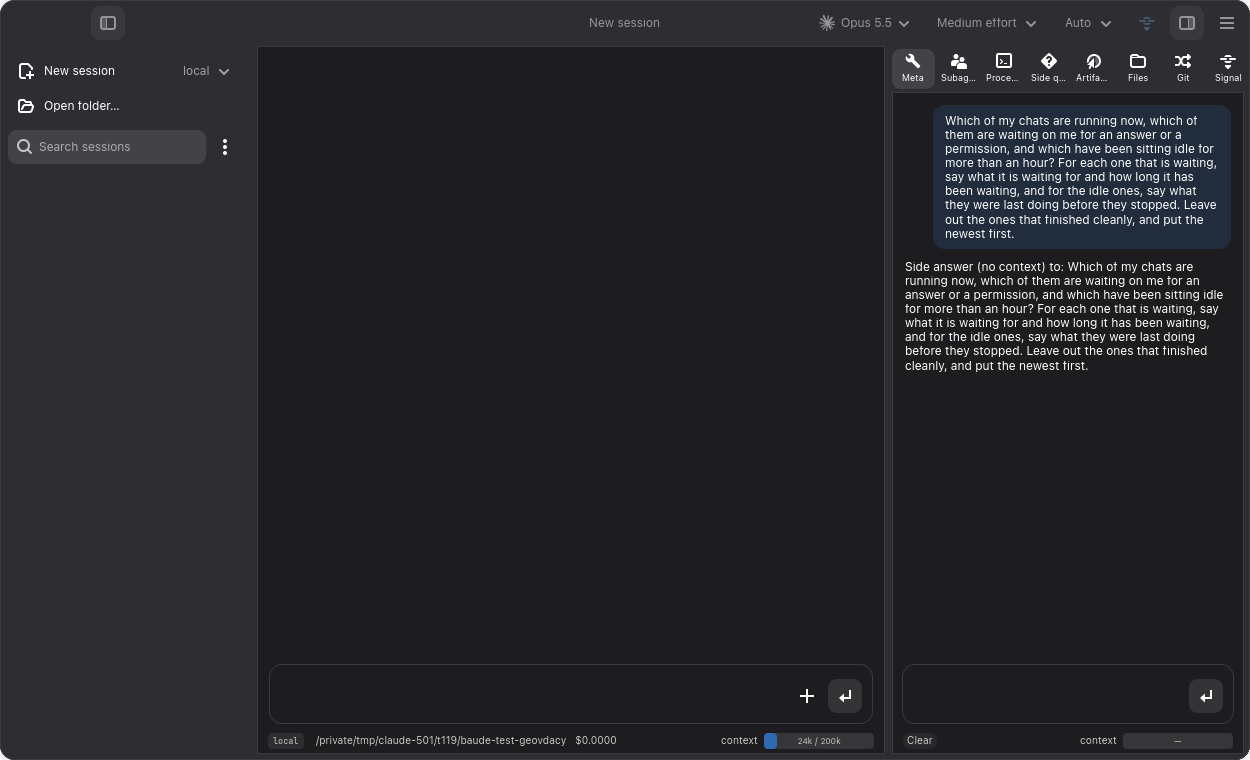 New session
Opus 5.5
Medium effort
Auto
New session
local
Open folder...
Search sessions
Meta
Subag...
Proce...
Side q...
Artifa...
Files
Git
Signal
Which of my chats are running now, which of
them are waiting on me for an answer or a
permission, and which have been sitting idle for
more than an hour? For each one that is waiting,
say what it is waiting for and how long it has
been waiting, and for the idle ones, say what
they were last doing before they stopped. Leave
out the ones that finished cleanly, and put the
newest first.
Side answer (no context) to: Which of my chats are
running now, which of them are waiting on me for an
answer or a permission, and which have been sitting idle
for more than an hour? For each one that is waiting, say
what it is waiting for and how long it has been waiting,
and for the idle ones, say what they were last doing
before they stopped. Leave out the ones that finished
cleanly, and put the newest first.
local
/private/tmp/claude-501/t119/baude-test-geovdacy
$0.0000
context
24k / 200k
Clear
context
—